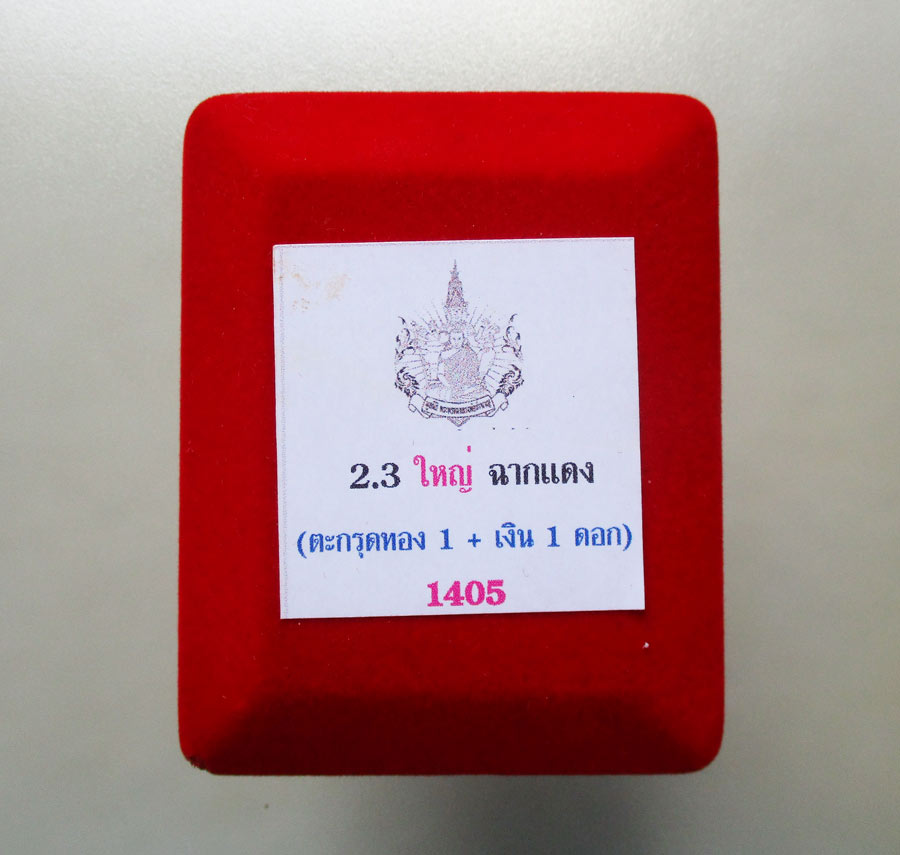 2.3 ใหญ่ ฉากแดง
(ตะกรุดทอง 1 + เงิน 1 ดอก)
1405